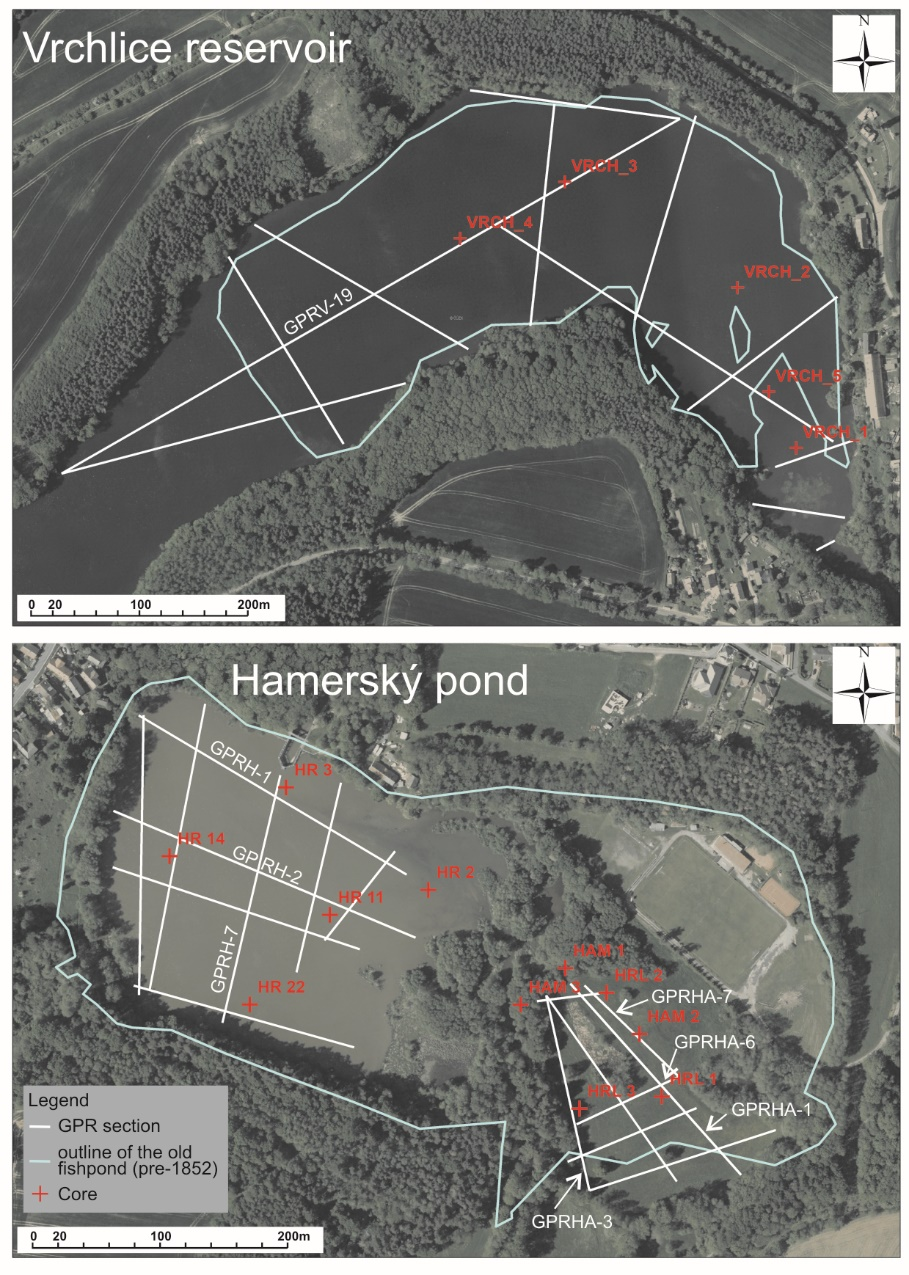 Vrchlice reservoir
N
VRCH_3
VRCH_4
VRCH_2
GPRV-19
VRCH_5
VRCH_1
0 20 100 200m
Hamerský pond
N
GPRH-1
HR 3
HR 14
GPRH-2
HR 2
HR 11
GPRH-7
HR 22
HAM 1
HRL 2
HAM 3
GPRHA-7
HAM 2
GPRHA-6
HRL 1
HRL 3
GPRHA-1
GPRHA-3
Legend
GPR section
outline of the old
fishpond (pre-1852)
Core
0 20 100 200m